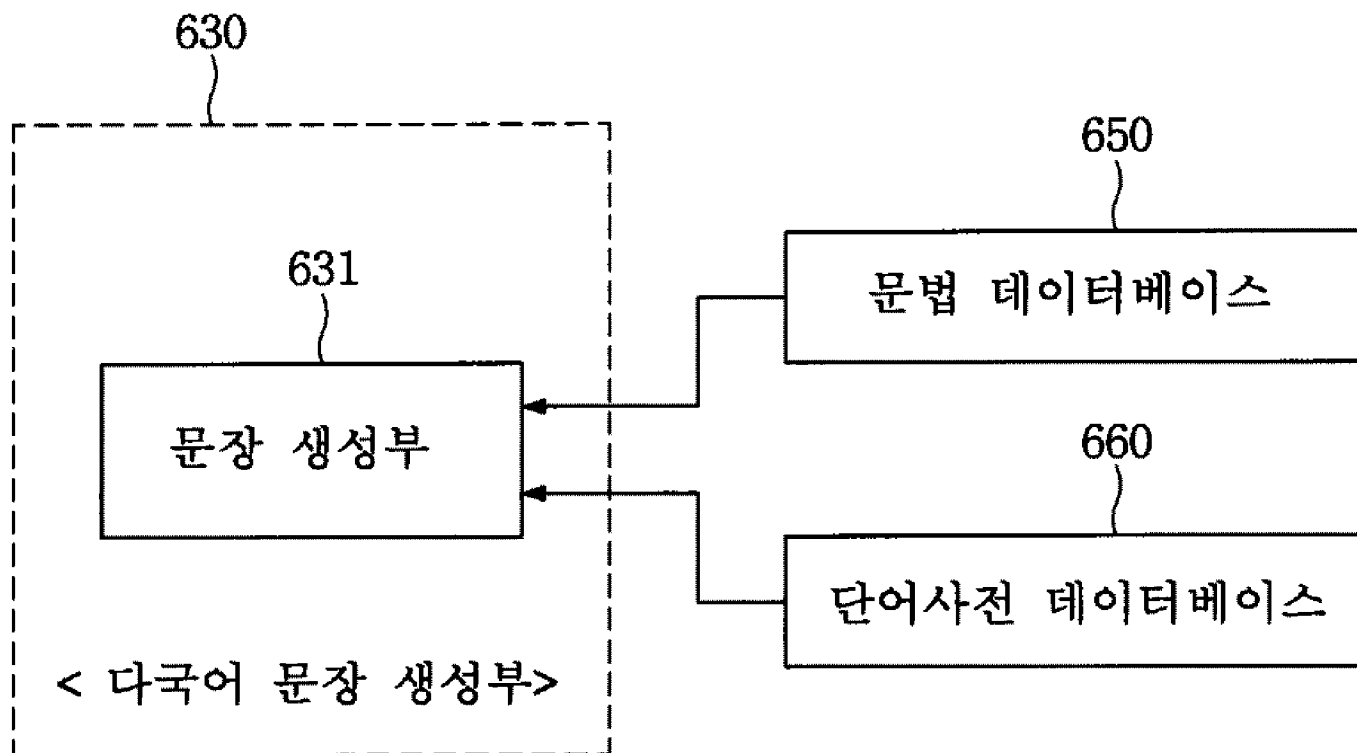 630
650
631
문법 데이터베이스
문장 생성부
660
단어사전 데이터베이스
< 다국어 문장 생성부>